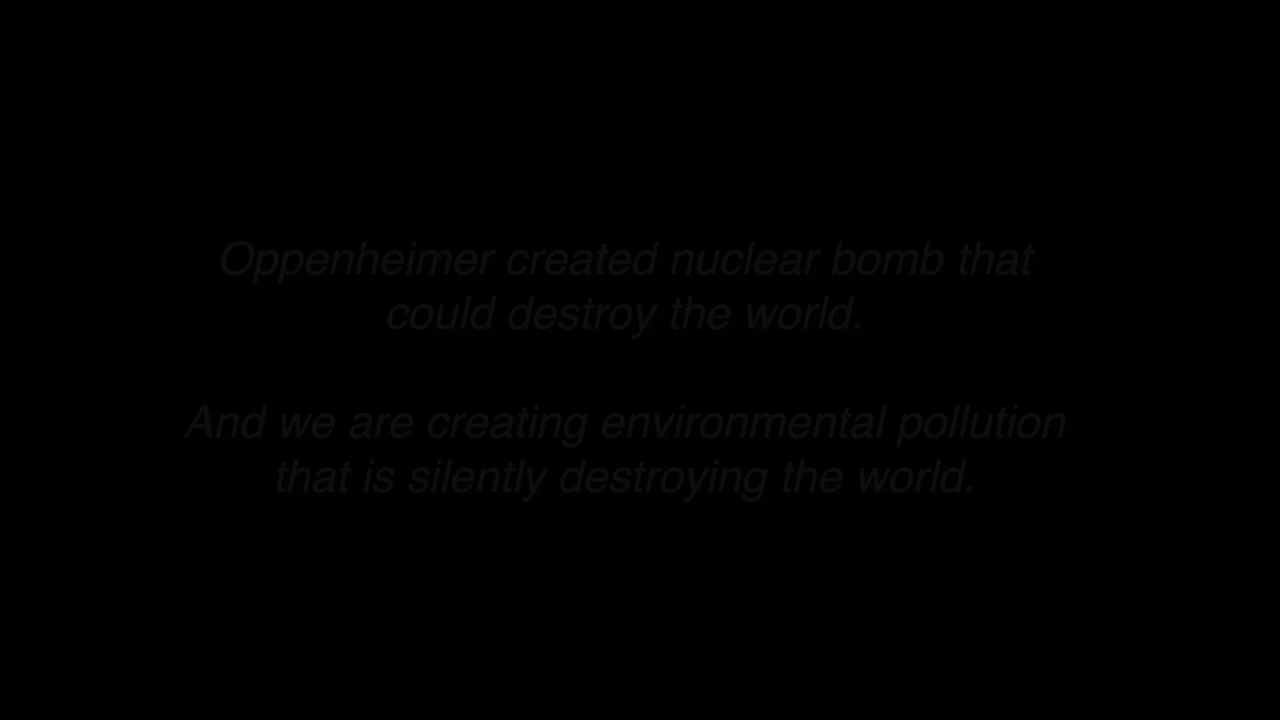 Oppenheimer created nuclear bomb that
could destroy the world.
And we are creating environmental pollution
that is silently destroying the world.